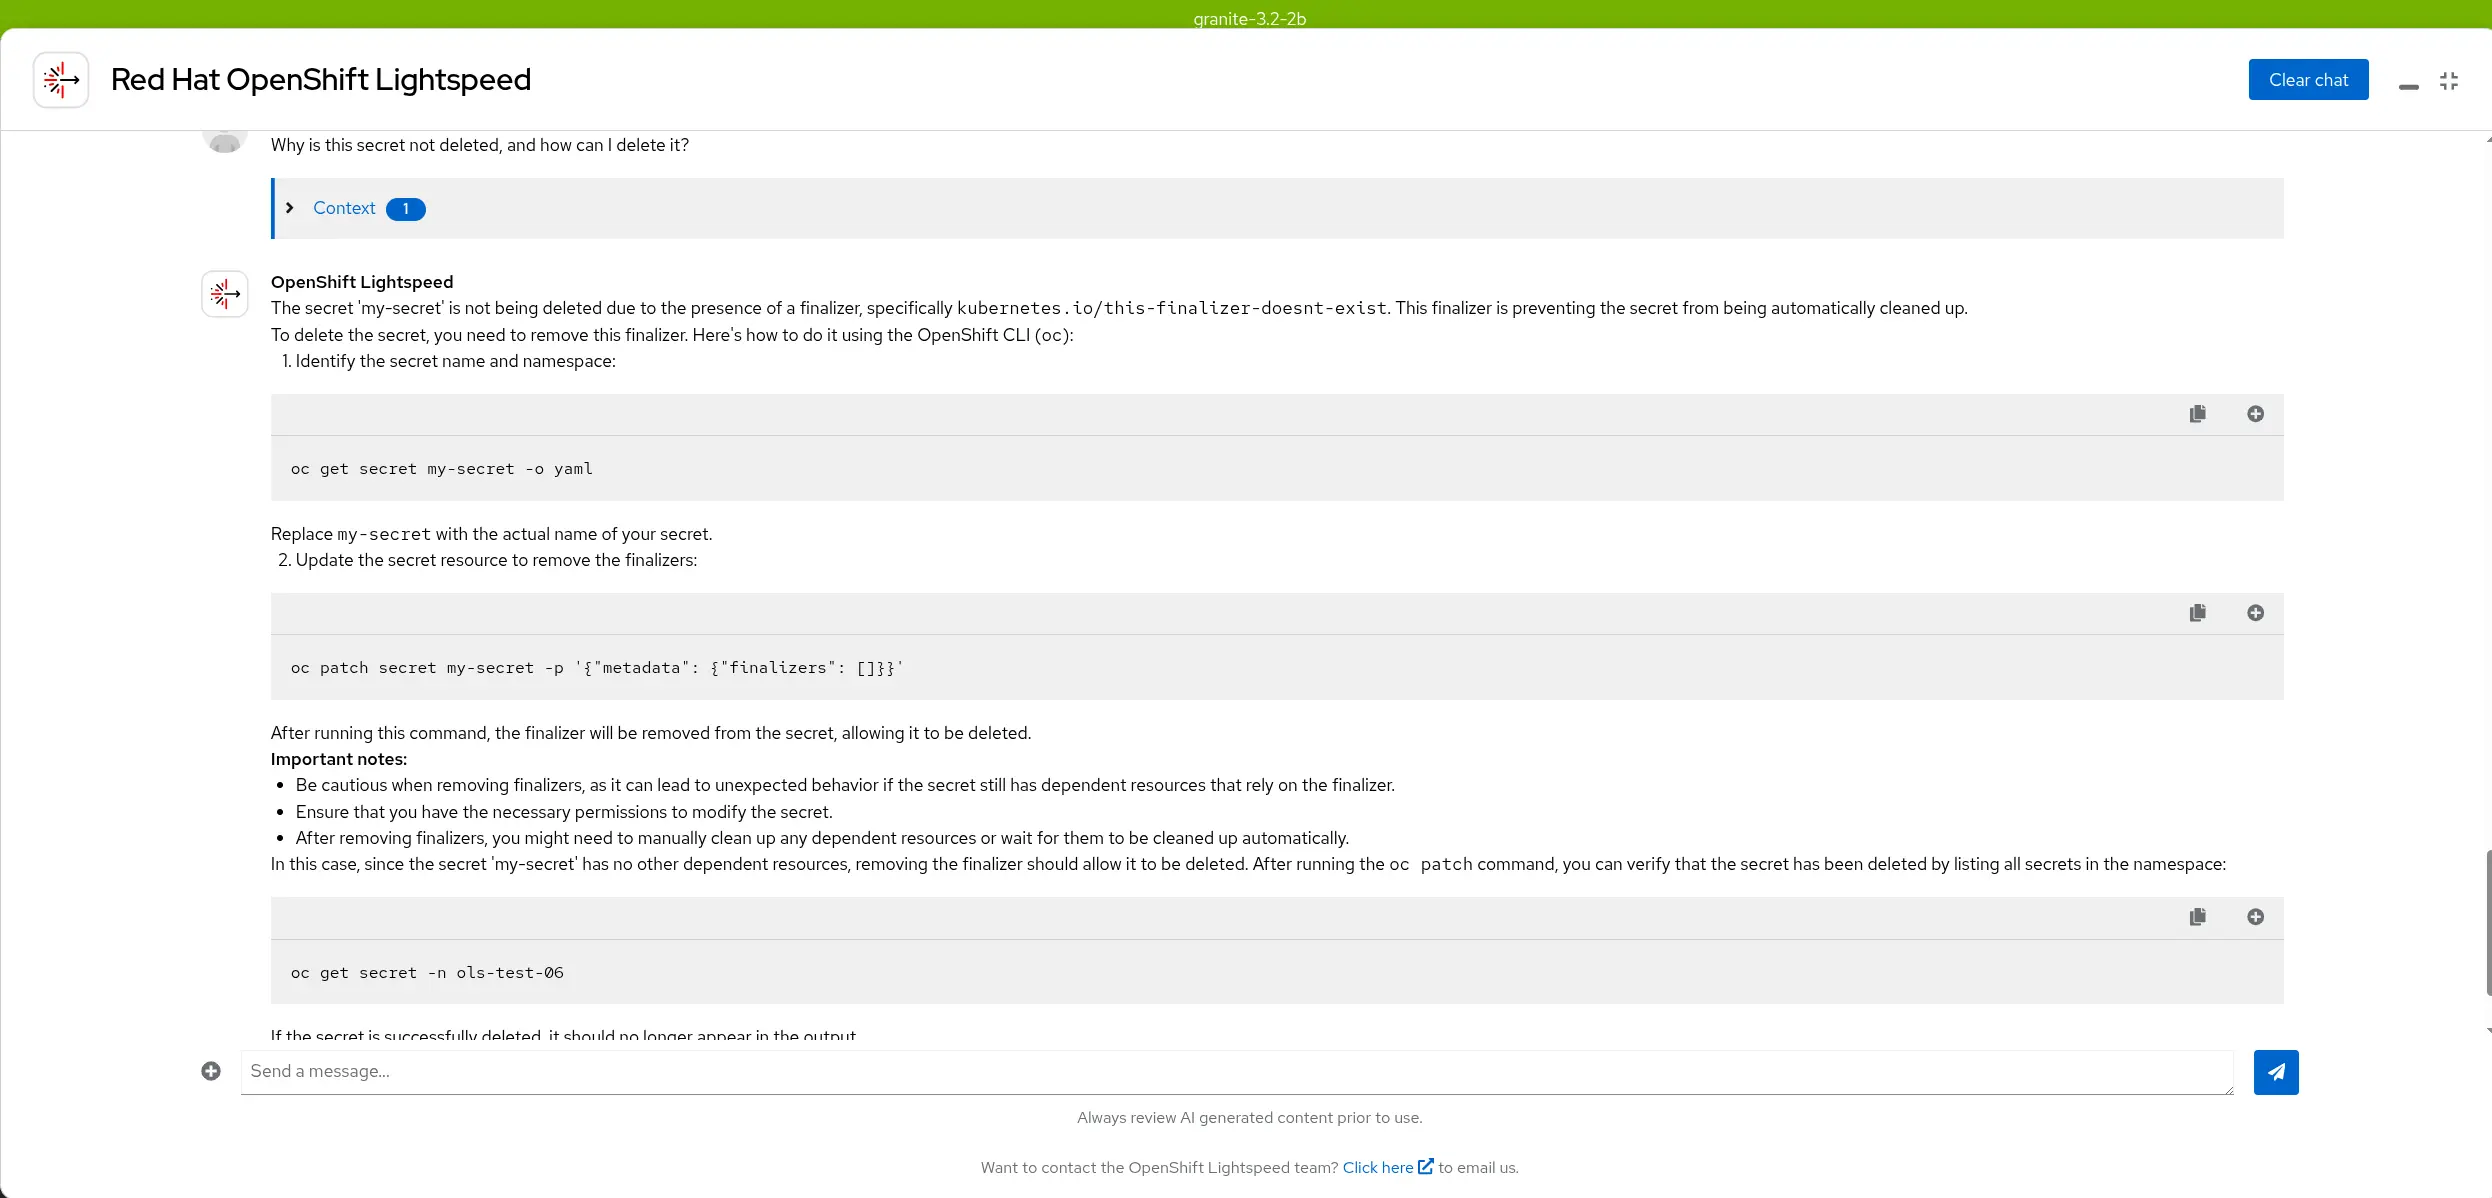 granite-3.2-2b
Red Hat OpenShift Lightspeed
Clear chat
Why is this secret not deleted, and how can I delete it?
Context 1
OpenShift Lightspeed
The secret 'my-secret' is not being deleted due to the presence of a finalizer, specifically kubernetes.io/this-finalizer-doesnt-exist. This finalizer is preventing the secret from being automatically cleaned up.
To delete the secret, you need to remove this finalizer. Here's how to do it using the OpenShift CLI (oc):
1. Identify the secret name and namespace:
oc get secret my-secret -o yaml
Replace my-secret with the actual name of your secret.
2. Update the secret resource to remove the finalizers:
oc patch secret my-secret -p '{"metadata": {"finalizers": []}}'
After running this command, the finalizer will be removed from the secret, allowing it to be deleted.
Important notes:
• Be cautious when removing finalizers, as it can lead to unexpected behavior if the secret still has dependent resources that rely on the finalizer.
• Ensure that you have the necessary permissions to modify the secret.
• After removing finalizers, you might need to manually clean up any dependent resources or wait for them to be cleaned up automatically.
In this case, since the secret 'my-secret' has no other dependent resources, removing the finalizer should allow it to be deleted. After running the oc patch command, you can verify that the secret has been deleted by listing all secrets in the namespace:
oc get secret -n ols-test-06
If the secret is successfully deleted, it should no longer appear in the output.
Send a message...
Always review AI generated content prior to use.
Want to contact the OpenShift Lightspeed team? Click here to email us.